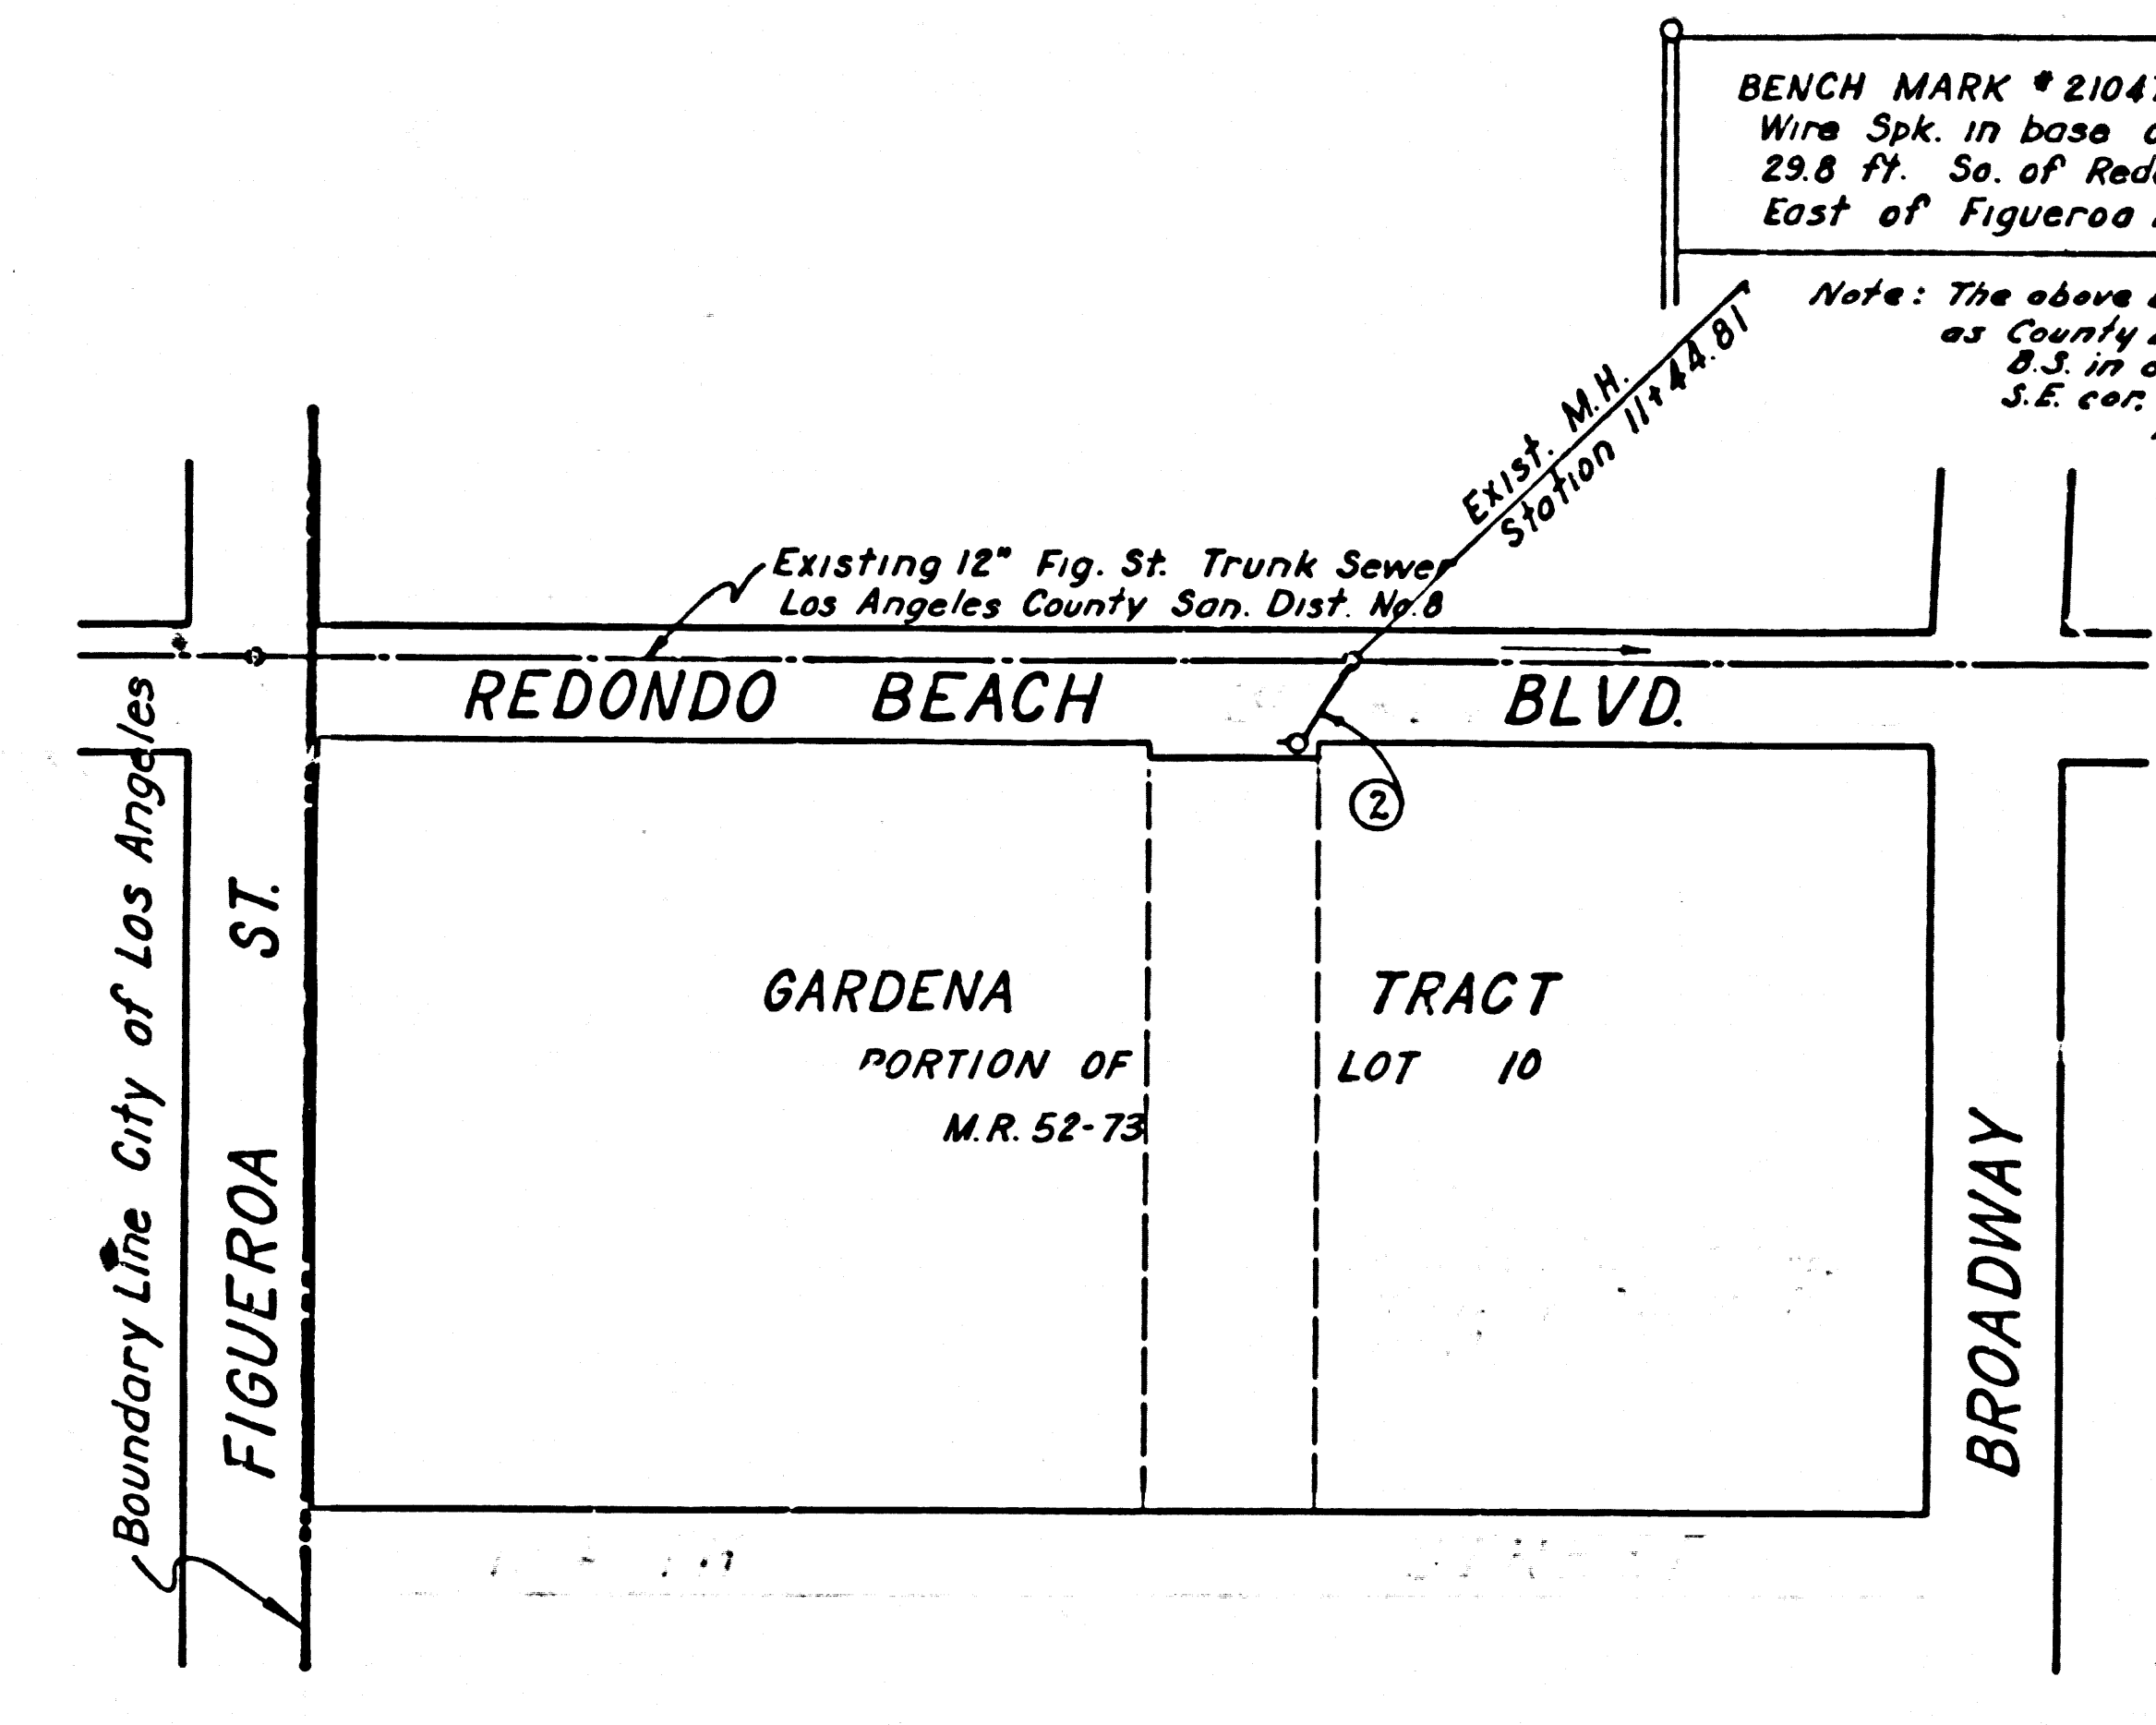 BENCH MARK # 21047
Wire Spk. in base
29.8 ft. So. of
East of Figueroa
Note: The above
as County
B.S. in
S.E. cor.
Exist. M.H.
Station 11+44.81
Existing 12" Fig. St. Trunk Sewer
Los Angeles County San. Dist. No. 8
REDONDO BEACH BLVD.
2
Boundary Line City of Los Angeles
FIGUEROA ST.
GARDENA TRACT
PORTION OF LOT 10
M.R. 52-73
BROADWAY